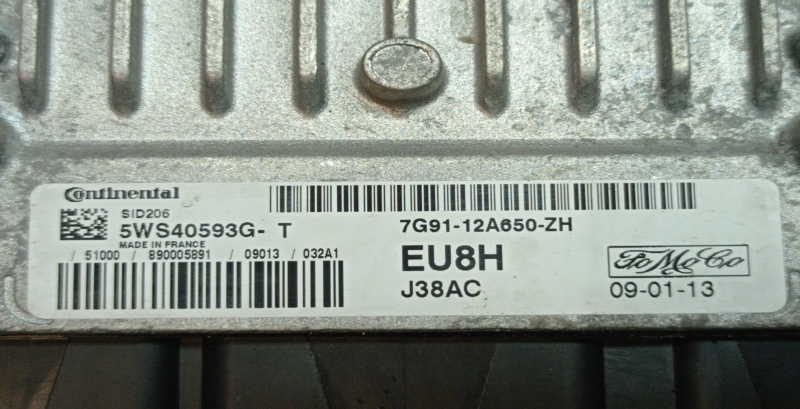 Continental
SID206
5WS40593G- T
MADE IN FRANCE
/ 51000 / 890005891 / 09013 / 032A1
7G91-12A650-ZH
EU8H
J38AC
FoMoCo
09-01-13